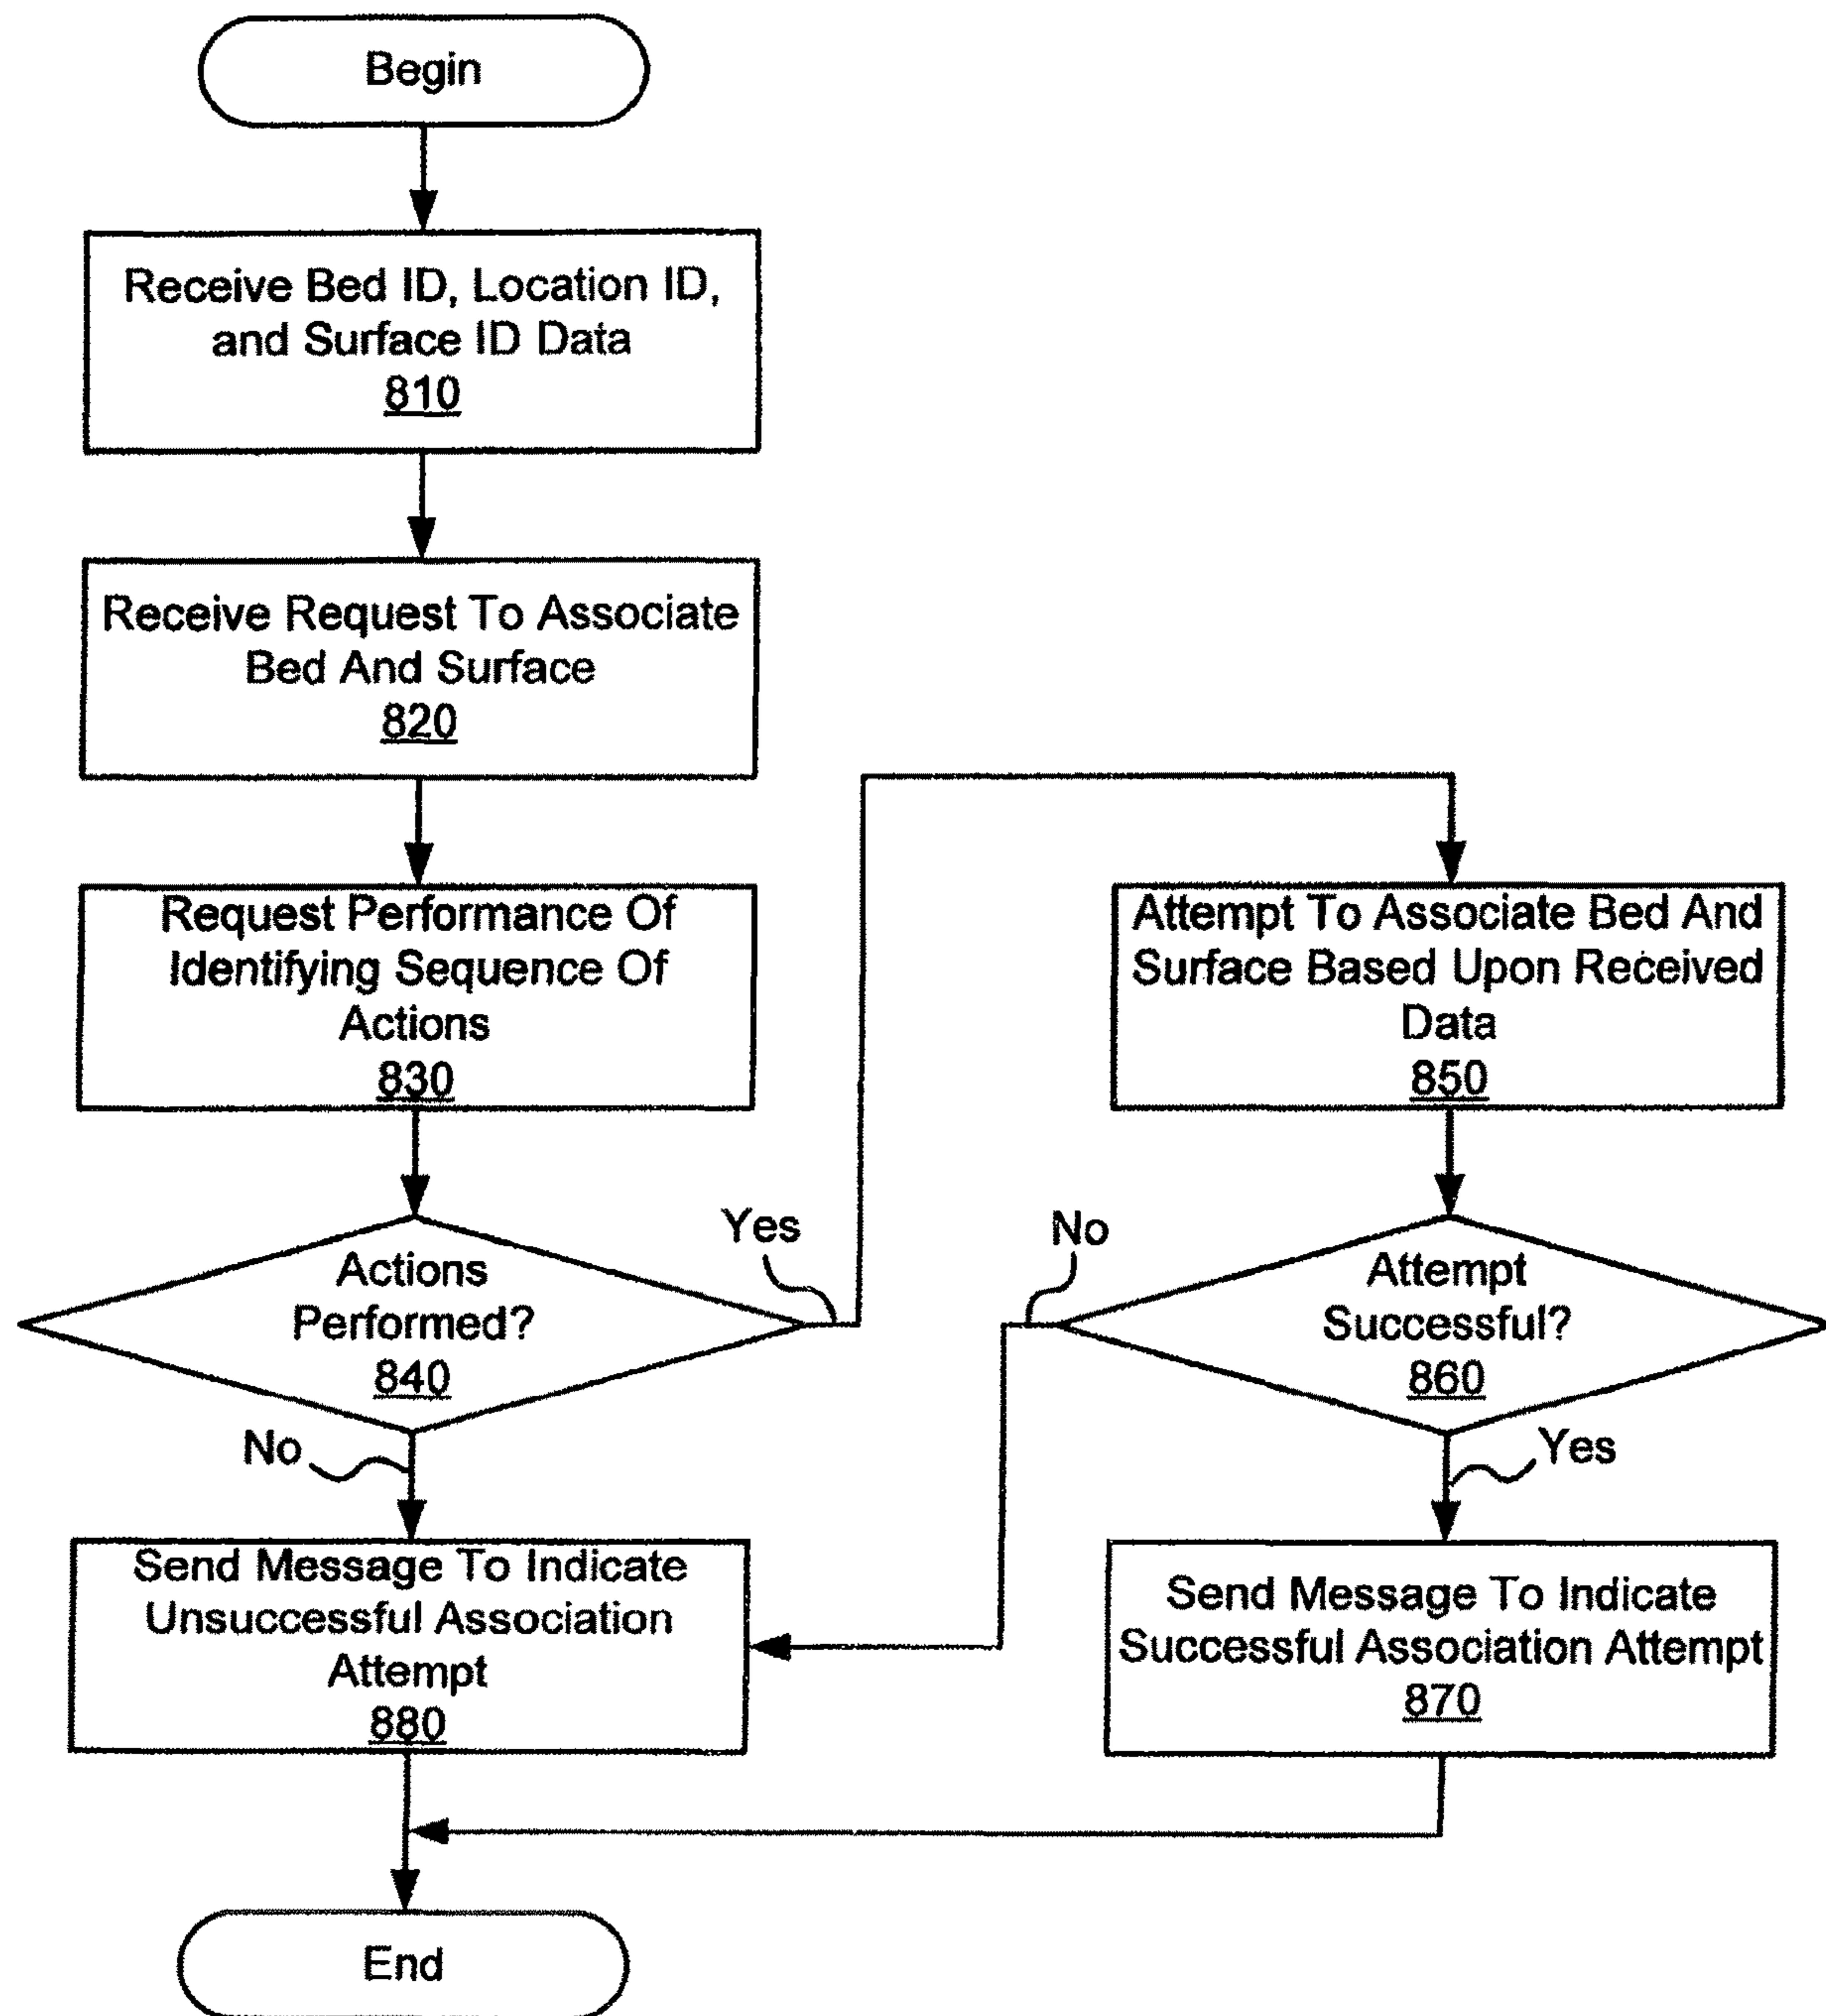 Begin
Receive Bed ID, Location ID,
and Surface ID Data
810
Receive Request To Associate
Bed And Surface
820
Request Performance Of
Identifying Sequence Of
Actions
830
Actions
Performed?
840
Yes
No
Attempt To Associate Bed And
Surface Based Upon Received
Data
850
Attempt
Successful?
860
No
Yes
Send Message To Indicate
Successful Association Attempt
870
Send Message To Indicate
Unsuccessful Association
Attempt
880
End